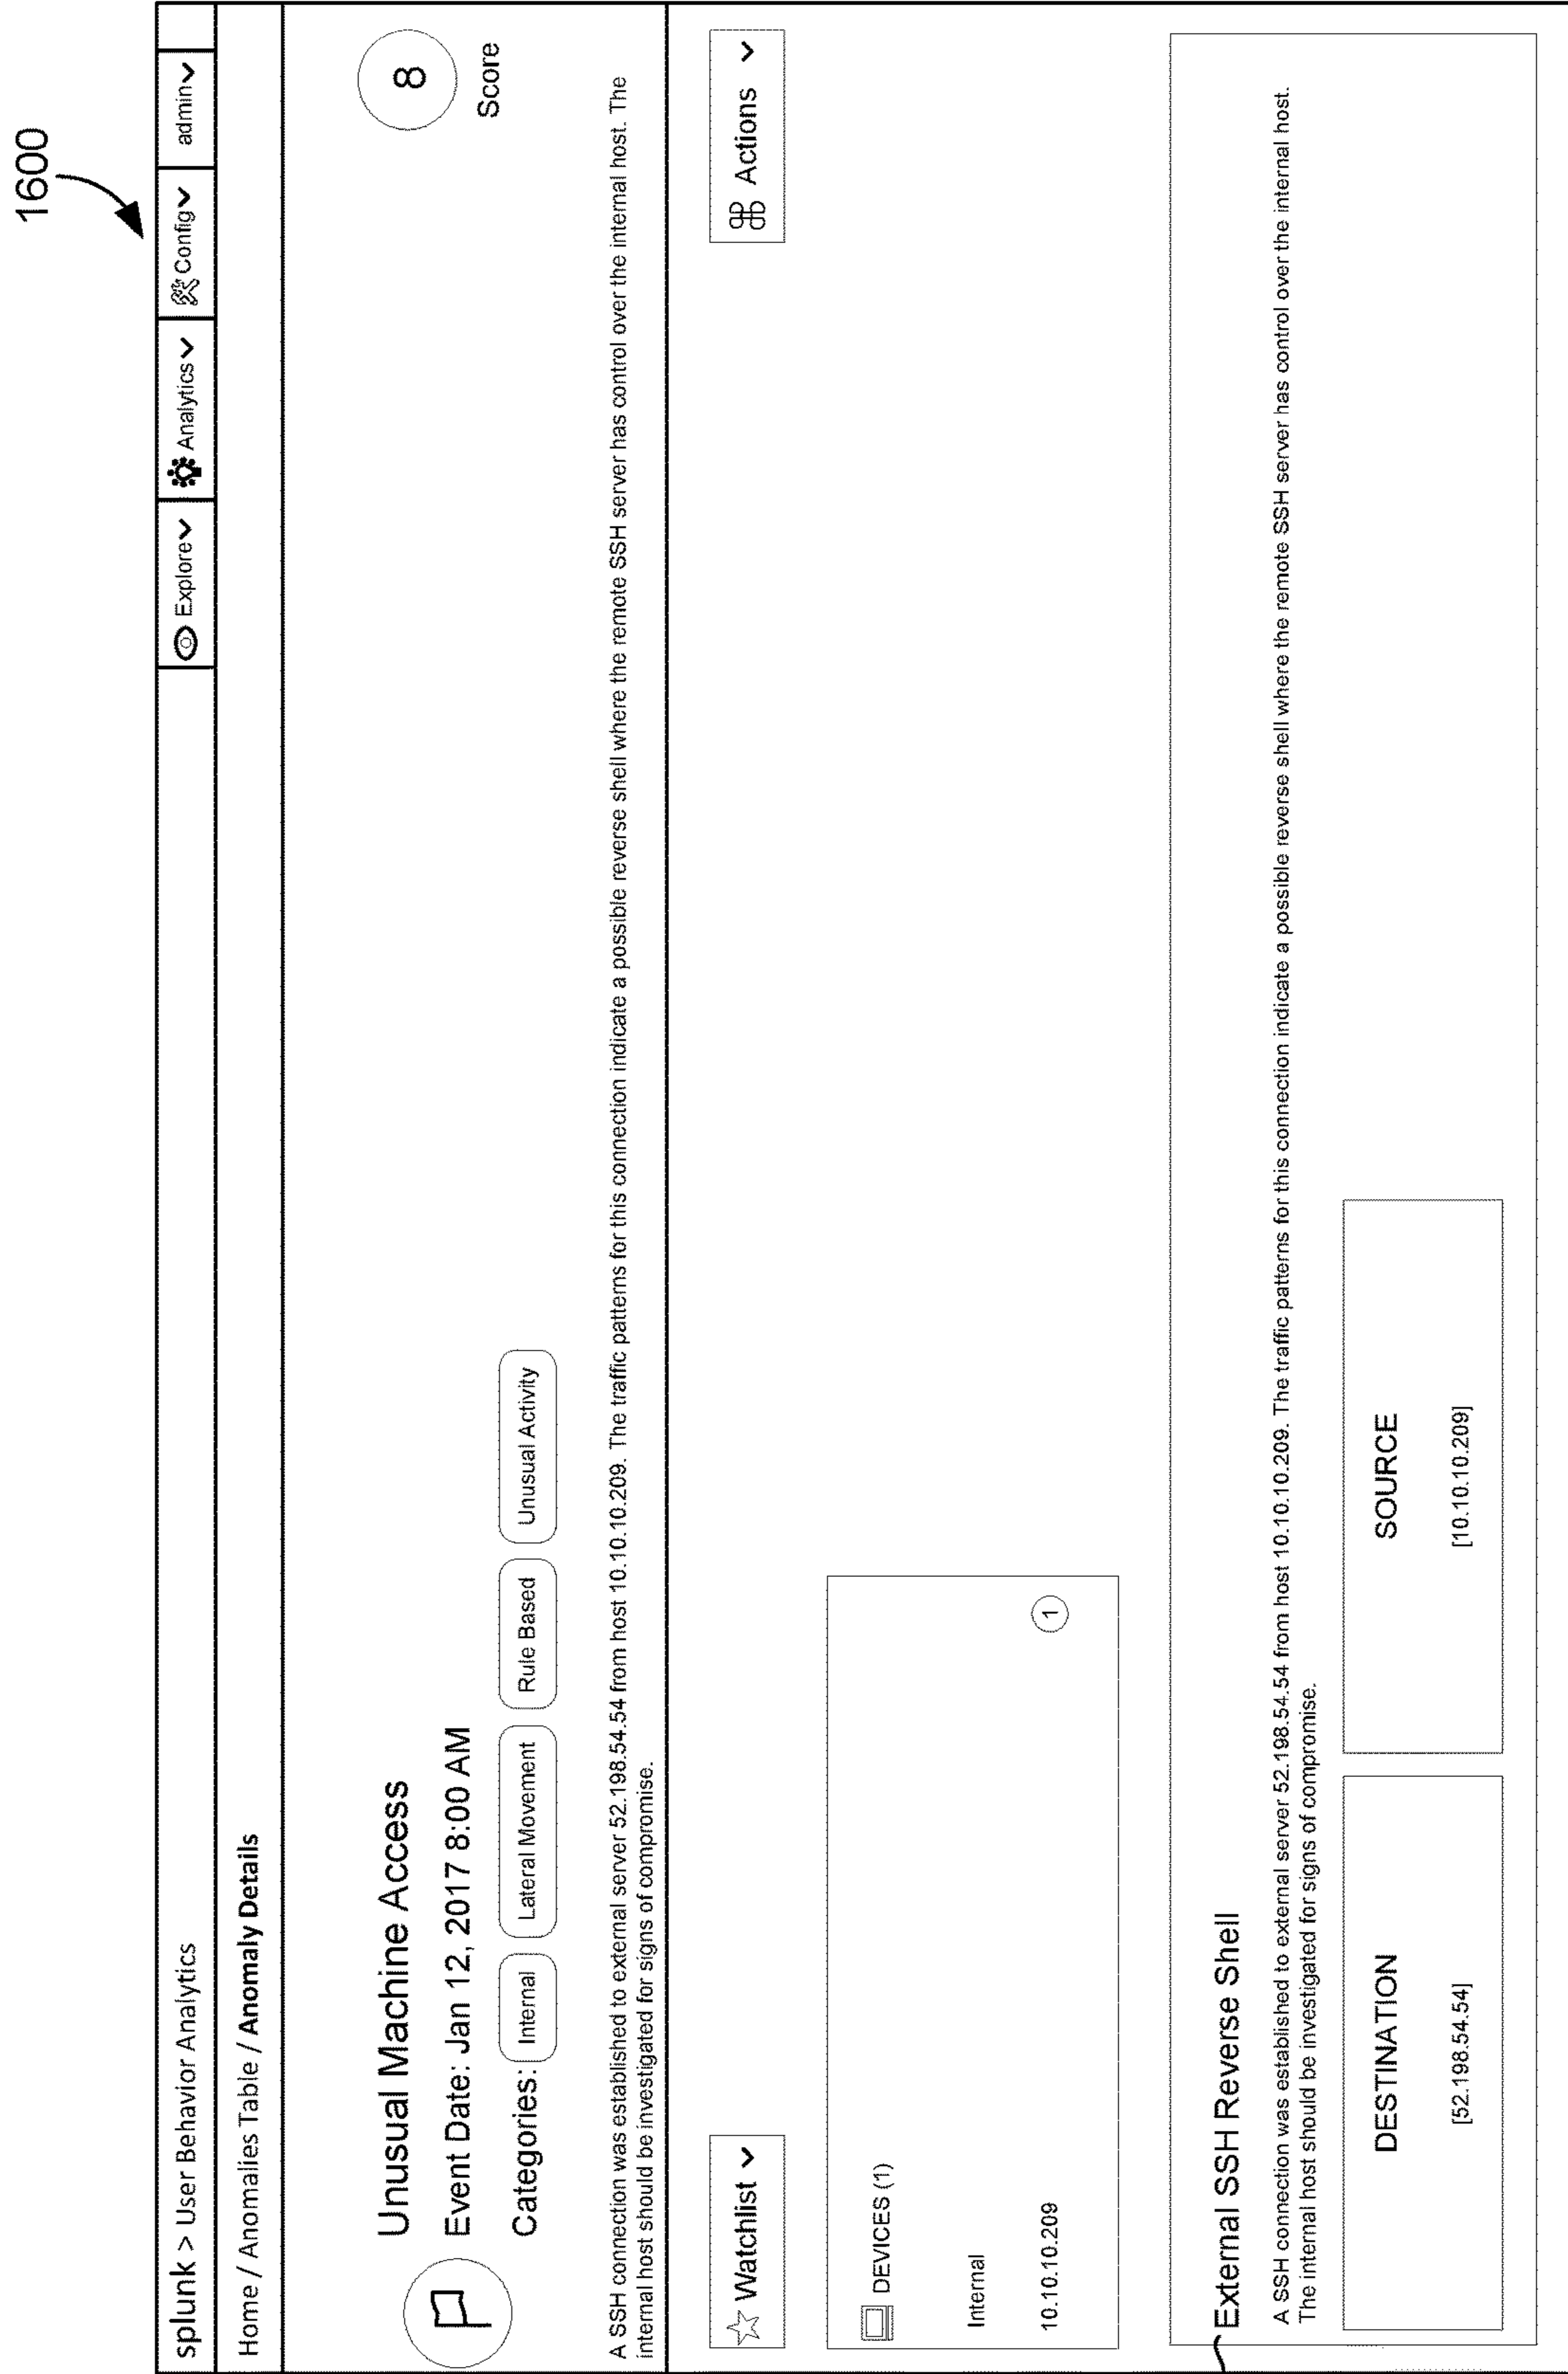 1600
splunk > User Behavior Analytics
Explore
Analytics
Config
admin
Home / Anomalies Table / Anomaly Details
Unusual Machine Access
Event Date: Jan 12, 2017 8:00 AM
Categories: Internal Lateral Movement Rule Based Unusual Activity
8
Score
A SSH connection was established to external server 52.198.54.54 from host 10.10.10.209. The traffic patterns for this connection indicate a possible reverse shell where the remote SSH server has control over the internal host. The
internal host should be investigated for signs of compromise.
Watchlist
Actions
DEVICES (1)
Internal
10.10.10.209
1
External SSH Reverse Shell
A SSH connection was established to external server 52.198.54.54 from host 10.10.10.209. The traffic patterns for this connection indicate a possible reverse shell where the remote SSH server has control over the internal host.
The internal host should be investigated for signs of compromise.
DESTINATION
[52.198.54.54]
SOURCE
[10.10.10.209]